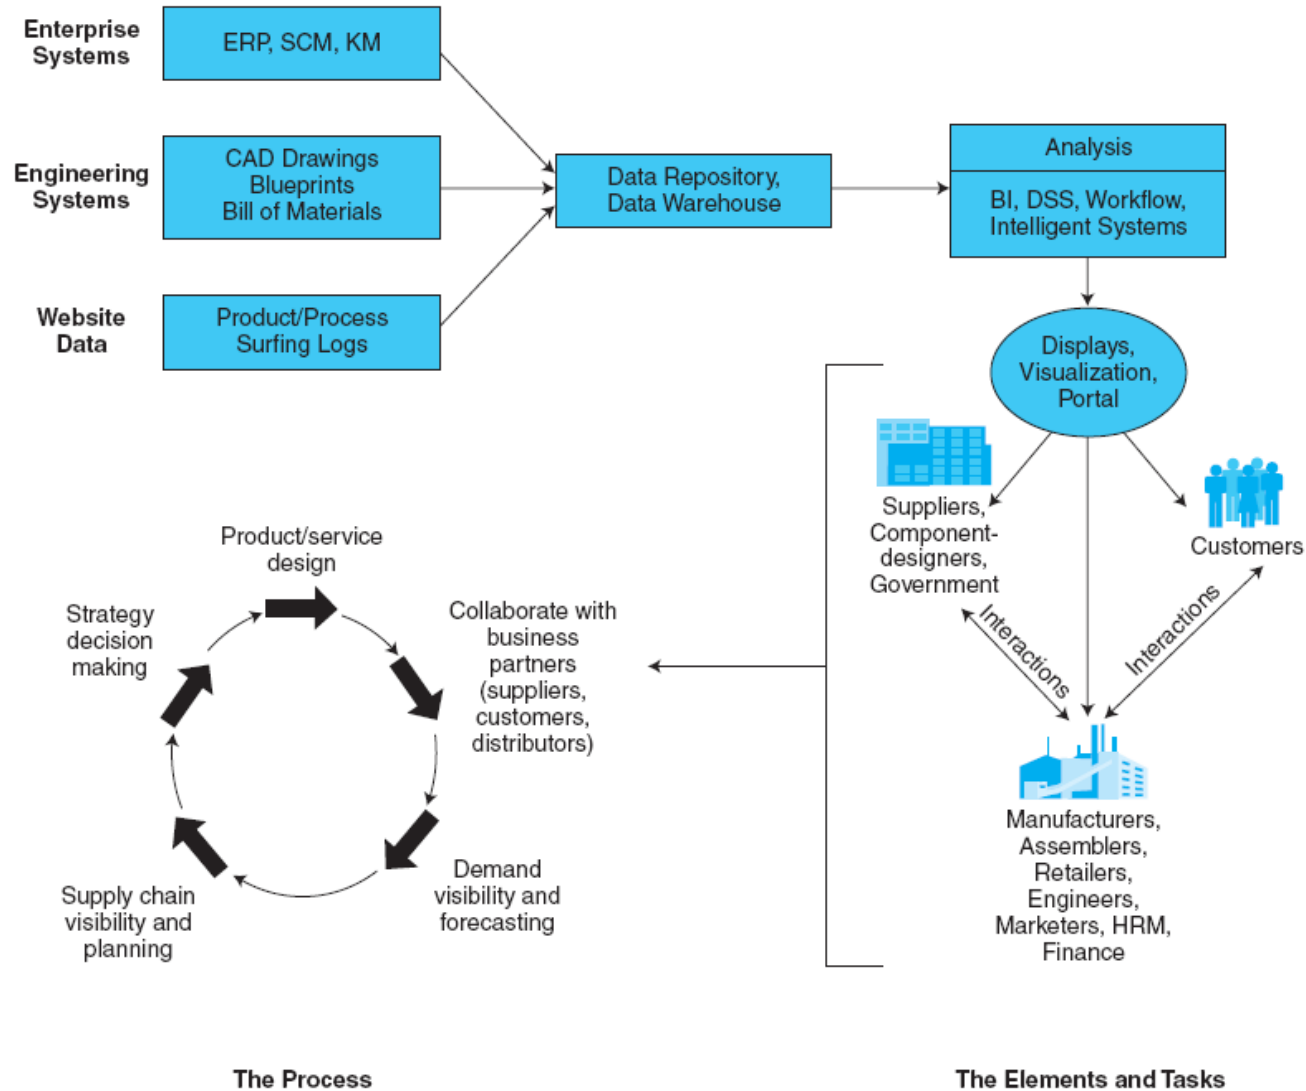 Enterprise
Systems
ERP, SCM, KM
Engineering
Systems
CAD Drawings
Blueprints
Bill of Materials
Website
Data
Product/Process
Surfing Logs
Data Repository,
Data Warehouse
Analysis
BI, DSS, Workflow,
Intelligent Systems
Displays,
Visualization,
Portal
Suppliers,
Component-
designers,
Government
Customers
Interactions
Interactions
Manufacturers,
Assemblers,
Retailers,
Engineers,
Marketers, HRM,
Finance
Product/service
design
Collaborate with
business
partners
(suppliers,
customers,
distributors)
Demand
visibility and
forecasting
Supply chain
visibility and
planning
Strategy
decision
making
The Process
The Elements and Tasks